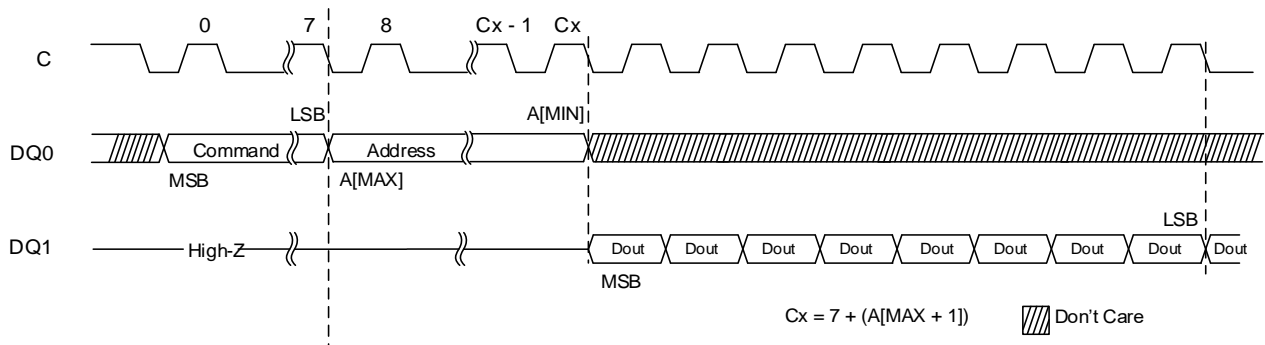 0 7 8 Cx - 1 Cx
C
LSB A[MIN]
DQ0 Command Address
MSB A[MAX]
LSB
DQ1 High-Z Dout Dout Dout Dout Dout Dout Dout Dout Dout
MSB
Cx = 7 + (A[MAX + 1]) Don't Care